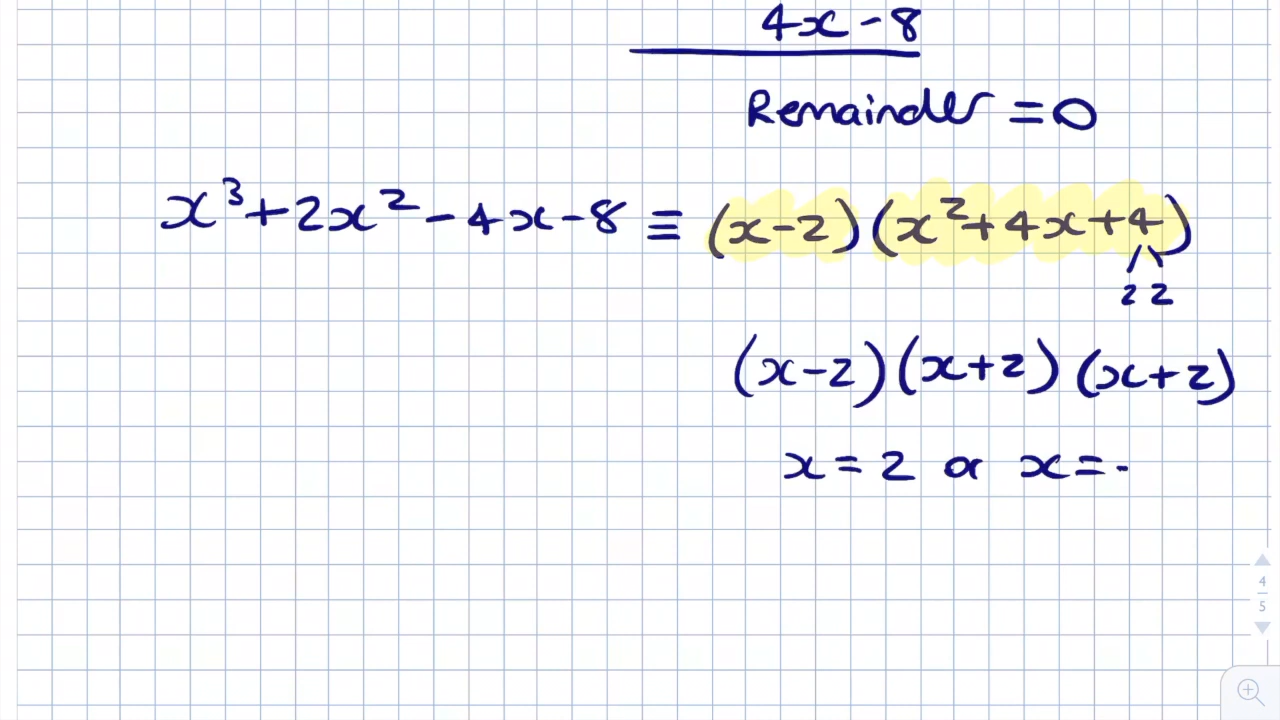 4x - 8
Remainder = 0
x³ + 2x² - 4x - 8 ≡ (x - 2)(x² + 4x + 4)
2 2
(x - 2)(x + 2)(x + 2)
x = 2 or x = -
4
5